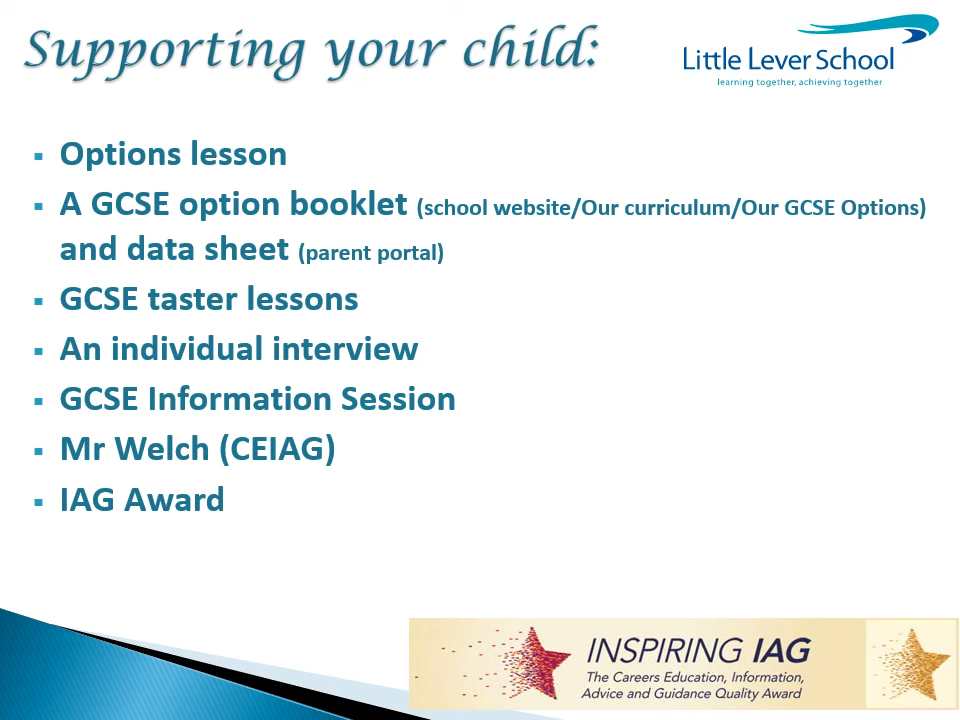 Supporting your child:
Little Lever School
learning together, achieving together
▪ Options lesson
▪ A GCSE option booklet (school website/Our curriculum/Our GCSE Options)
and data sheet (parent portal)
▪ GCSE taster lessons
▪ An individual interview
▪ GCSE Information Session
▪ Mr Welch (CEIAG)
▪ IAG Award
INSPIRING IAG
The Careers Education, Information,
Advice and Guidance Quality Award